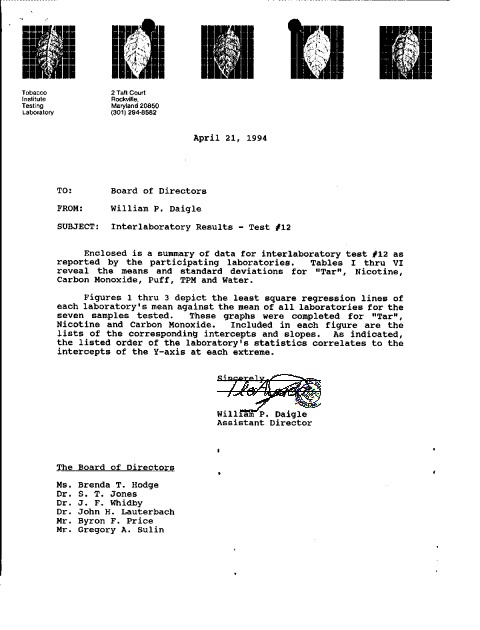 Tobacco
Institute
Testing
Laboratory
2 Taft Court
Rockville,
Maryland 20850
(301) 294-8582
April 21, 1994
TO: Board of Directors
FROM: William P. Daigle
SUBJECT: Interlaboratory Results - Test #12
Enclosed is a summary of data for interlaboratory test #12 as
reported by the participating laboratories. Tables I thru VI
reveal the means and standard deviations for "Tar", Nicotine,
Carbon Monoxide, Puff, TPM and Water.
Figures 1 thru 3 depict the least square regression lines of
each laboratory's mean against the mean of all laboratories for the
seven samples tested. These graphs were completed for "Tar",
Nicotine and Carbon Monoxide. Included in each figure are the
lists of the corresponding intercepts and slopes. As indicated,
the listed order of the laboratory's statistics correlates to the
intercepts of the Y-axis at each extreme.
Sincerely,
William P. Daigle
Assistant Director
The Board of Directors
Ms. Brenda T. Hodge
Dr. S. T. Jones
Dr. J. F. Whidby
Dr. John H. Lauterbach
Mr. Byron F. Price
Mr. Gregory A. Sulin